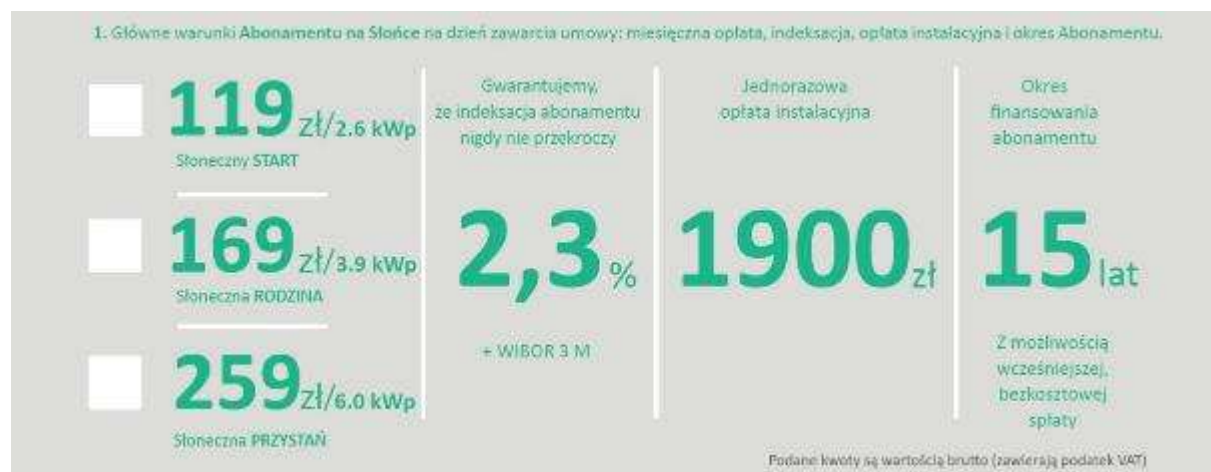 1. Główne warunki Abonamentu na Słońce na dzień zawarcia umowy: miesięczna opłata, indeksacja, opłata instalacyjna i okres Abonamentu.
119 zł/2.6 kWp
Słoneczny START
169 zł/3.9 kWp
Słoneczna RODZINA
259 zł/6.0 kWp
Słoneczna PRZYSTAŃ
Gwarantujemy,
że indeksacja abonamentu
nigdy nie przekroczy
2,3 %
+ WIBOR 3 M
Jednorazowa
opłata instalacyjna
1900 zł
Okres
finansowania
abonamentu
15 lat
Z możliwością
wcześniejszej,
bezkosztowej
spłaty
Podane kwoty są wartością brutto (zawierają podatek VAT)